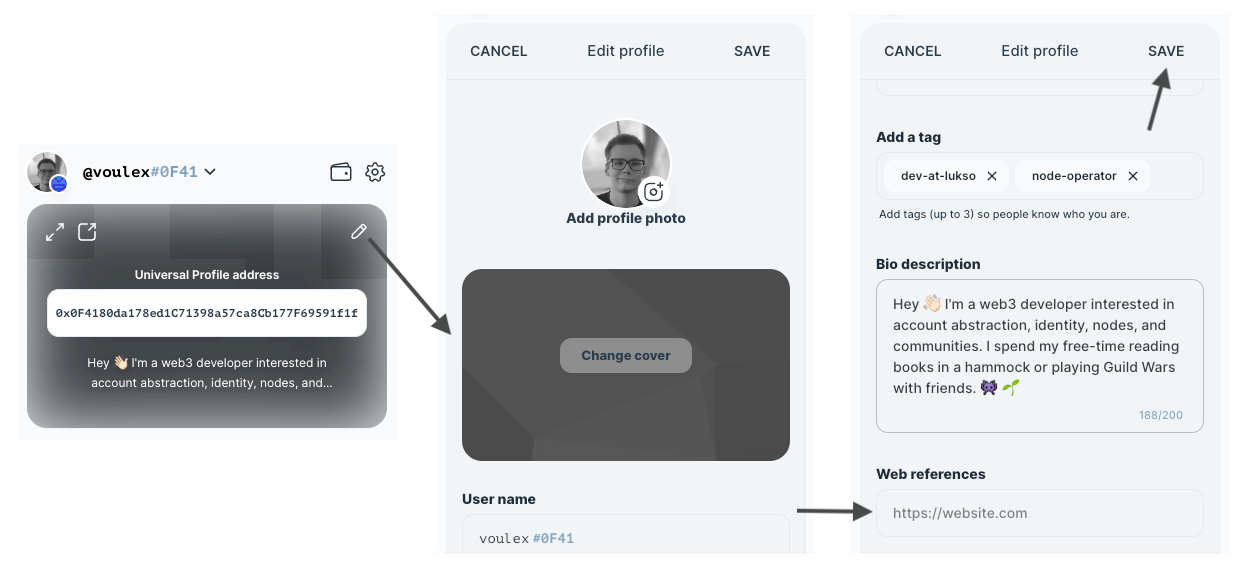 @voulex#0F41
Universal Profile address
0x0F4180da178ed1C71398a57ca8Cb177F69591f1f
Hey 👋🏻 I'm a web3 developer interested in
account abstraction, identity, nodes, and...
CANCEL Edit profile SAVE
Add profile photo
Change cover
User name
voulex #0F41
CANCEL Edit profile SAVE
Add a tag
dev-at-lukso node-operator
Add tags (up to 3) so people know who you are.
Bio description
Hey 👋🏻 I'm a web3 developer interested in
account abstraction, identity, nodes, and
communities. I spend my free-time reading
books in a hammock or playing Guild Wars
with friends. 👾 🌱
188/200
Web references
https://website.com